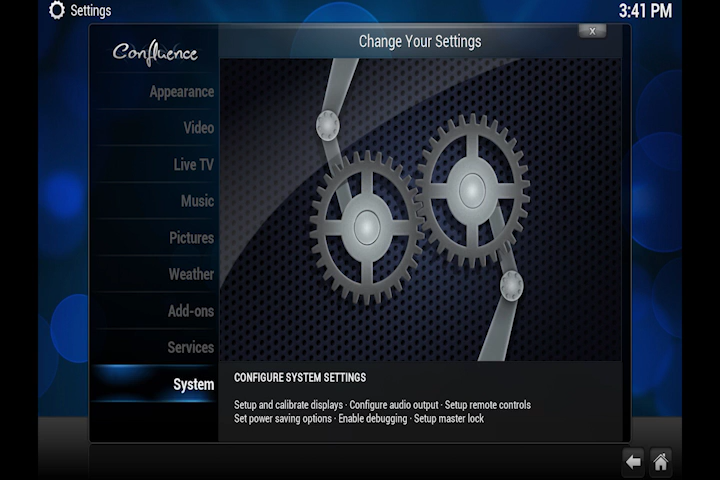 Settings
3:41 PM
Confluence
Change Your Settings
X
Appearance
Video
Live TV
Music
Pictures
Weather
Add-ons
Services
System
CONFIGURE SYSTEM SETTINGS
Setup and calibrate displays · Configure audio output · Setup remote controls
Set power saving options · Enable debugging · Setup master lock